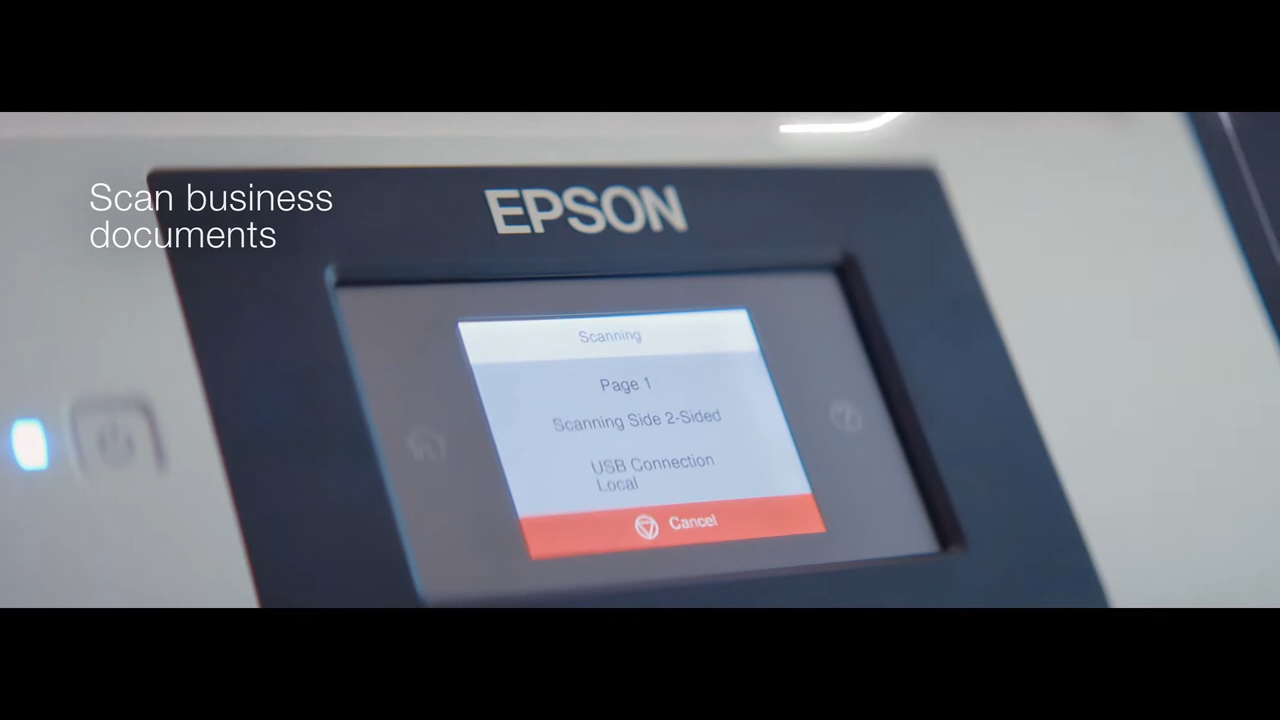 Scan business
documents
EPSON
Scanning
Page 1
Scanning Side 2-Sided
USB Connection
Local
Cancel